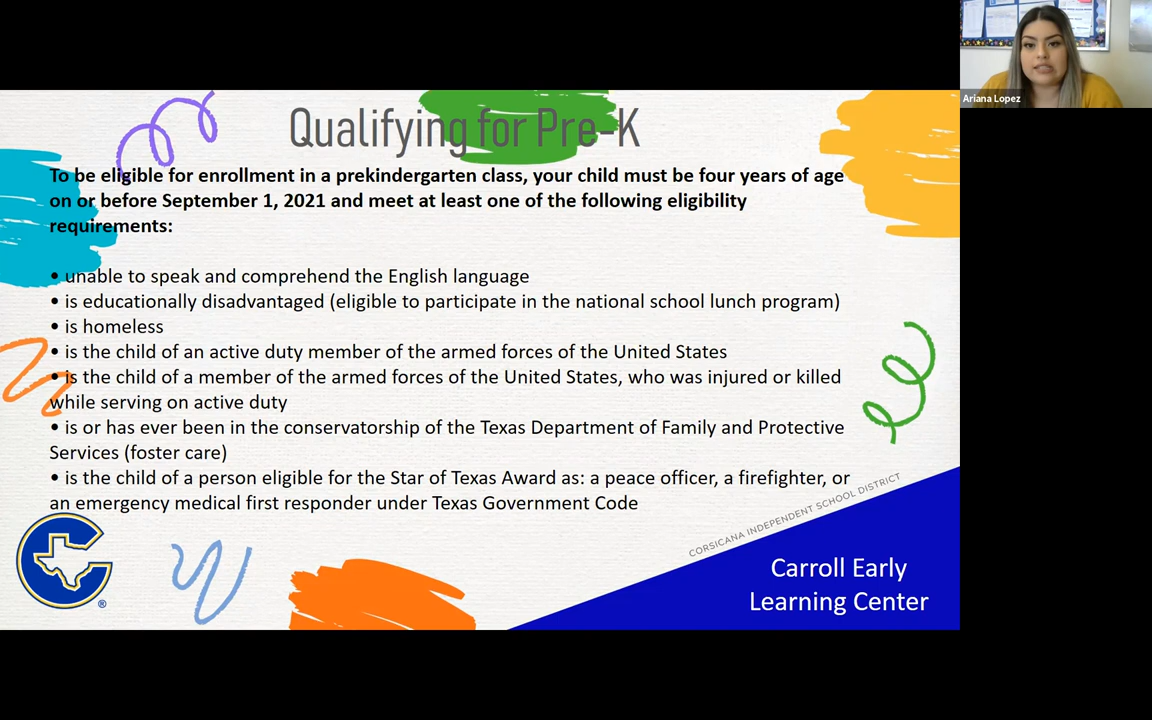 Ariana Lopez
Qualifying for Pre-K
To be eligible for enrollment in a prekindergarten class, your child must be four years of age
on or before September 1, 2021 and meet at least one of the following eligibility
requirements:
• unable to speak and comprehend the English language
• is educationally disadvantaged (eligible to participate in the national school lunch program)
• is homeless
• is the child of an active duty member of the armed forces of the United States
• is the child of a member of the armed forces of the United States, who was injured or killed
while serving on active duty
• is or has ever been in the conservatorship of the Texas Department of Family and Protective
Services (foster care)
• is the child of a person eligible for the Star of Texas Award as: a peace officer, a firefighter, or
an emergency medical first responder under Texas Government Code
CORSICANA INDEPENDENT SCHOOL DISTRICT
C
®
Carroll Early
Learning Center